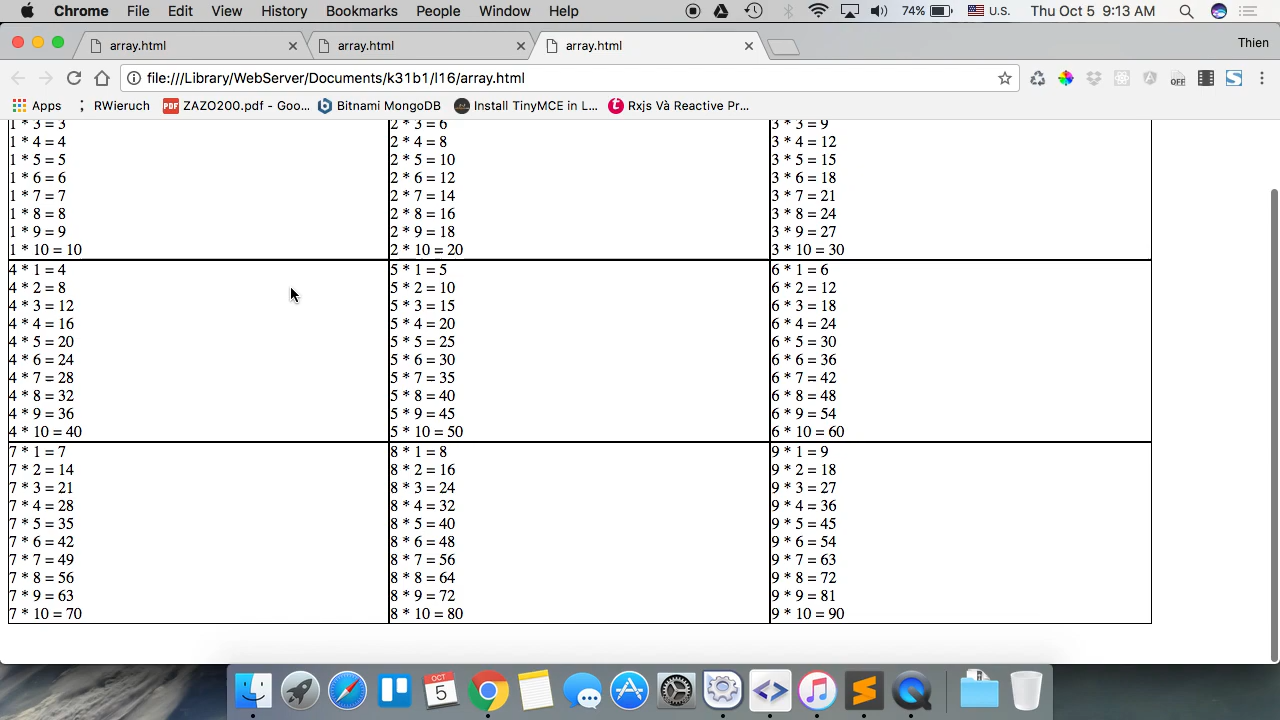 Chrome File Edit View History Bookmarks People Window Help 74% U.S. Thu Oct 5 9:13 AM
array.html array.html array.html Thien
file:///Library/WebServer/Documents/k31b1/l16/array.html OFF
Apps RWieruch PDF ZAZO200.pdf - Goo... Bitnami MongoDB Install TinyMCE in L... t Rxjs Và Reactive Pr...
1 * 3 = 3 2 * 3 = 6 3 * 3 = 9
1 * 4 = 4 2 * 4 = 8 3 * 4 = 12
1 * 5 = 5 2 * 5 = 10 3 * 5 = 15
1 * 6 = 6 2 * 6 = 12 3 * 6 = 18
1 * 7 = 7 2 * 7 = 14 3 * 7 = 21
1 * 8 = 8 2 * 8 = 16 3 * 8 = 24
1 * 9 = 9 2 * 9 = 18 3 * 9 = 27
1 * 10 = 10 2 * 10 = 20 3 * 10 = 30
4 * 1 = 4 5 * 1 = 5 6 * 1 = 6
4 * 2 = 8 5 * 2 = 10 6 * 2 = 12
4 * 3 = 12 5 * 3 = 15 6 * 3 = 18
4 * 4 = 16 5 * 4 = 20 6 * 4 = 24
4 * 5 = 20 5 * 5 = 25 6 * 5 = 30
4 * 6 = 24 5 * 6 = 30 6 * 6 = 36
4 * 7 = 28 5 * 7 = 35 6 * 7 = 42
4 * 8 = 32 5 * 8 = 40 6 * 8 = 48
4 * 9 = 36 5 * 9 = 45 6 * 9 = 54
4 * 10 = 40 5 * 10 = 50 6 * 10 = 60
7 * 1 = 7 8 * 1 = 8 9 * 1 = 9
7 * 2 = 14 8 * 2 = 16 9 * 2 = 18
7 * 3 = 21 8 * 3 = 24 9 * 3 = 27
7 * 4 = 28 8 * 4 = 32 9 * 4 = 36
7 * 5 = 35 8 * 5 = 40 9 * 5 = 45
7 * 6 = 42 8 * 6 = 48 9 * 6 = 54
7 * 7 = 49 8 * 7 = 56 9 * 7 = 63
7 * 8 = 56 8 * 8 = 64 9 * 8 = 72
7 * 9 = 63 8 * 9 = 72 9 * 9 = 81
7 * 10 = 70 8 * 10 = 80 9 * 10 = 90
OCT
5